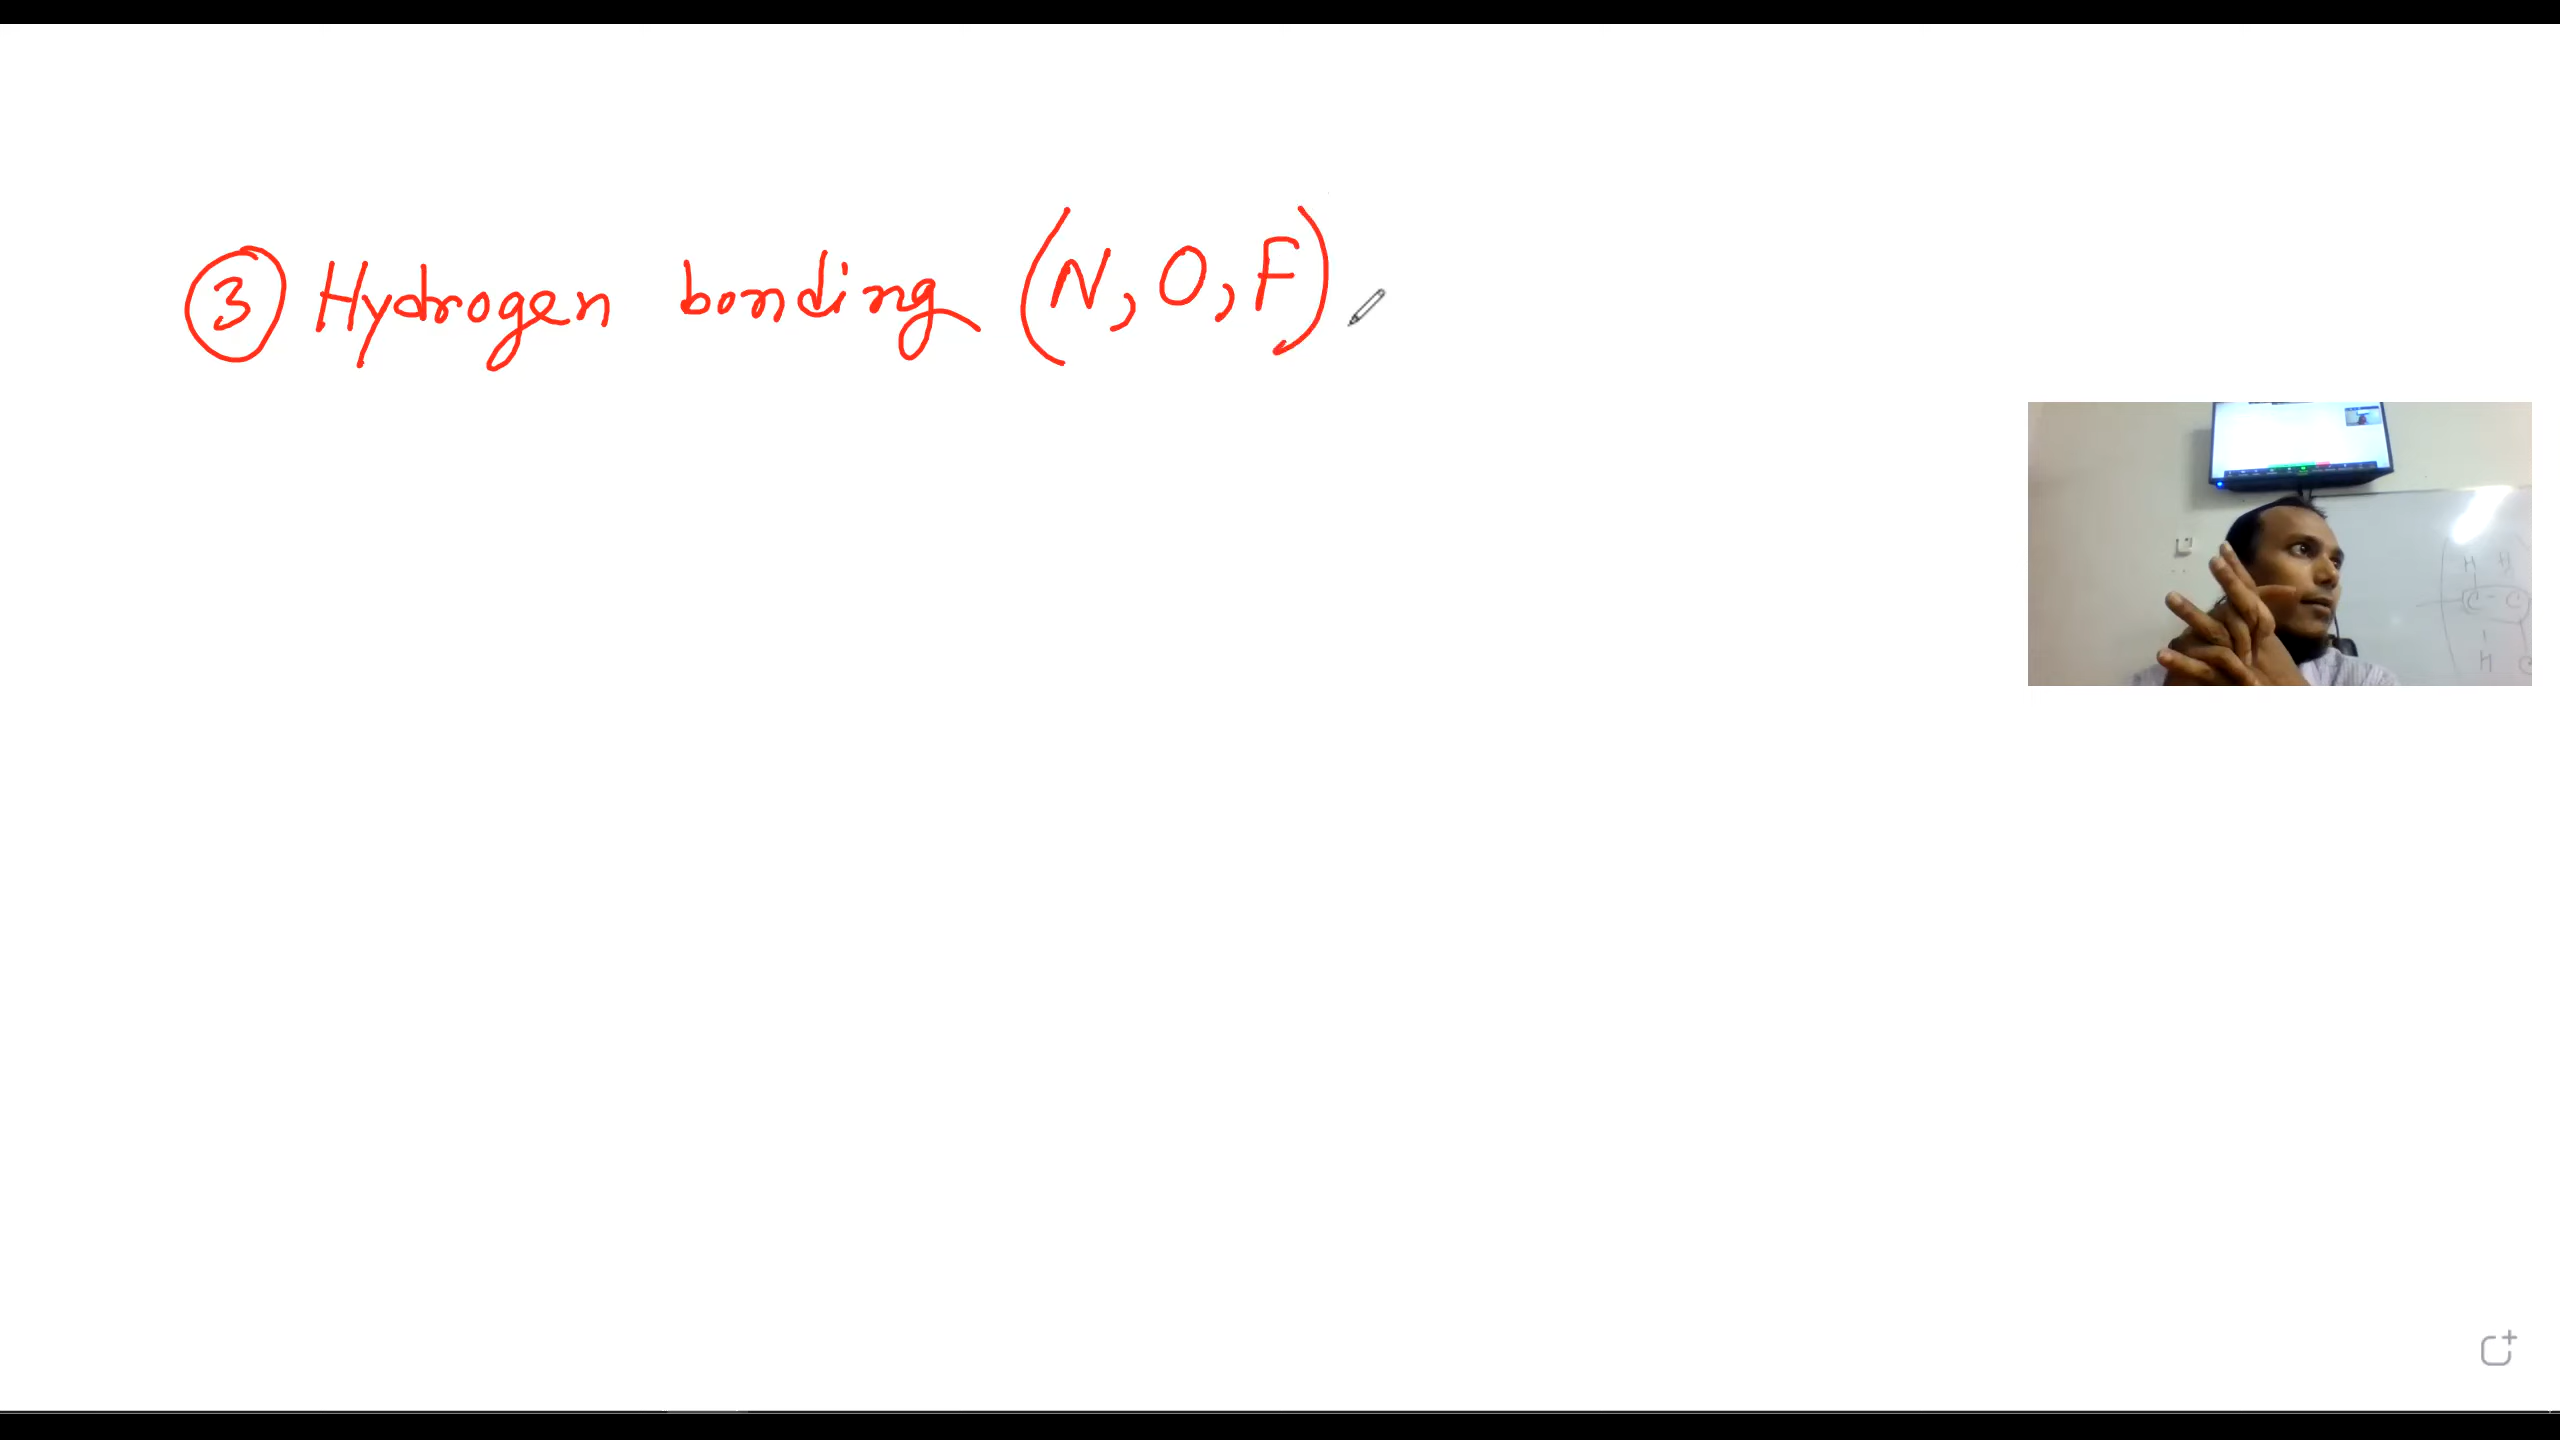 ③ Hydrogen bonding (N, O, F)
H H
C - C
H C